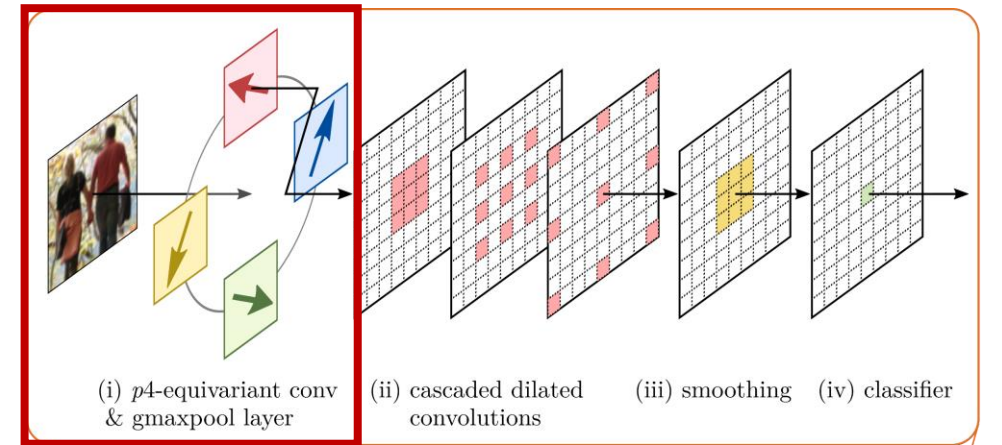 (i) p4-equivariant conv
& gmaxpool layer
(ii) cascaded dilated
convolutions
(iii) smoothing
(iv) classifier